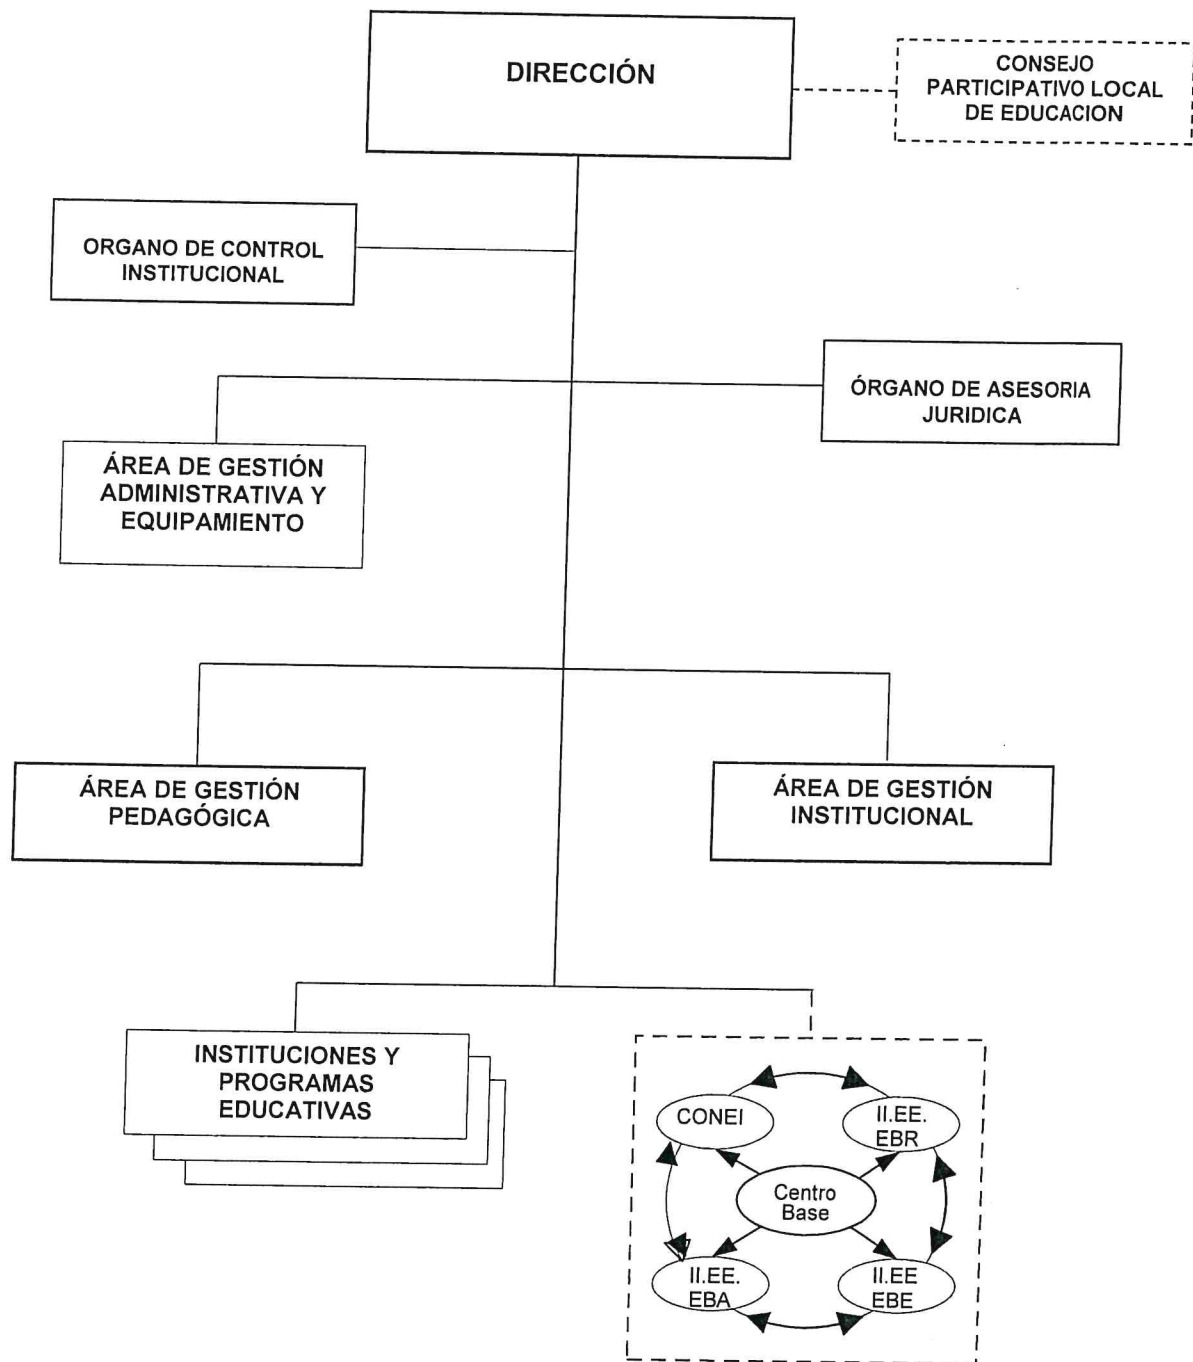 DIRECCIÓN
CONSEJO
PARTICIPATIVO LOCAL
DE EDUCACION
ORGANO DE CONTROL
INSTITUCIONAL
ÓRGANO DE ASESORIA
JURIDICA
ÁREA DE GESTIÓN
ADMINISTRATIVA Y
EQUIPAMIENTO
ÁREA DE GESTIÓN
PEDAGÓGICA
ÁREA DE GESTIÓN
INSTITUCIONAL
INSTITUCIONES Y
PROGRAMAS
EDUCATIVAS
CONEI
II.EE.
EBR
Centro
Base
II.EE.
EBA
II.EE
EBE